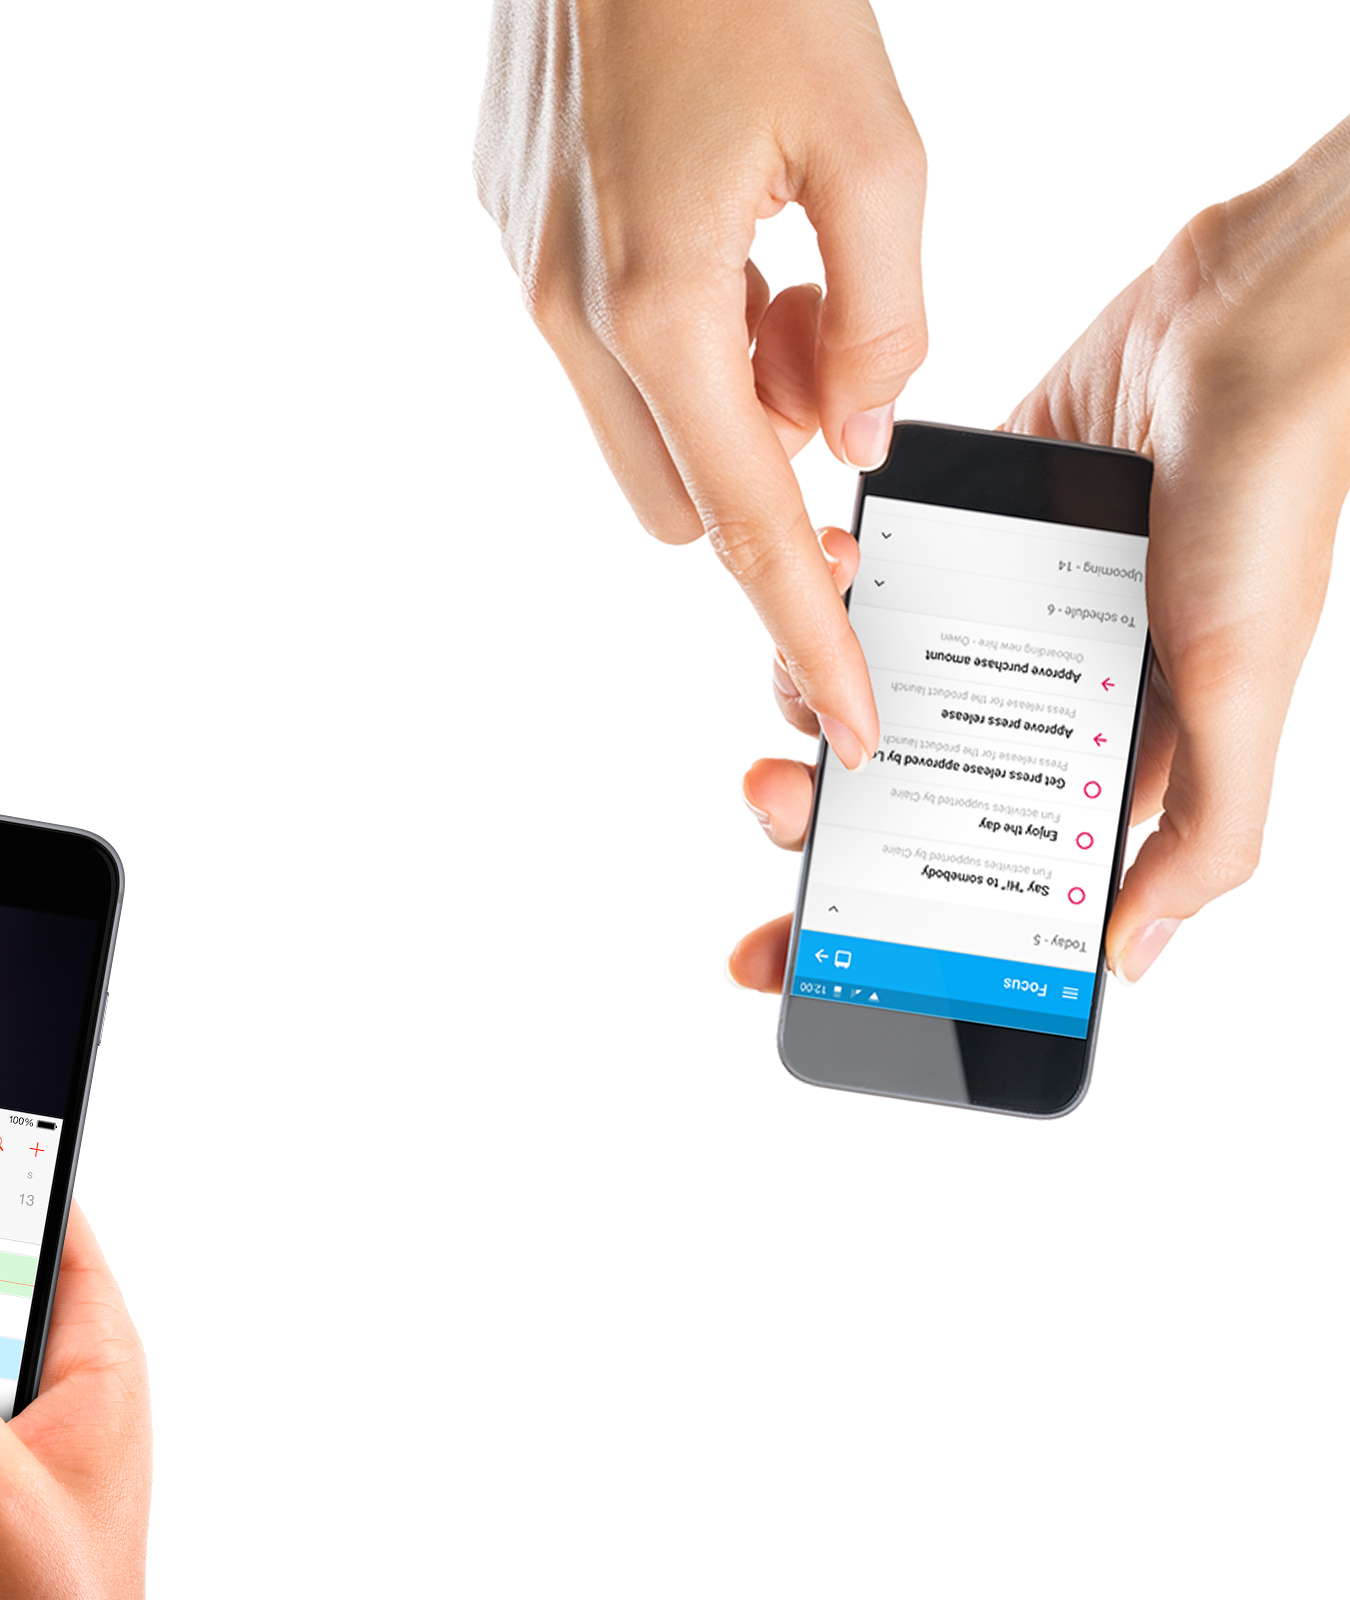 12:00
Focus
Today - 5
Say "Hi" to somebody
Fun activities supported by Claire
Enjoy the day
Fun activities supported by Claire
Get press release approved by
Press release for the product launch
Approve press release
Press release for the product launch
Approve purchase amount
Onboarding new hire - Owen
To schedule - 6
Upcoming - 14
100%
S
13